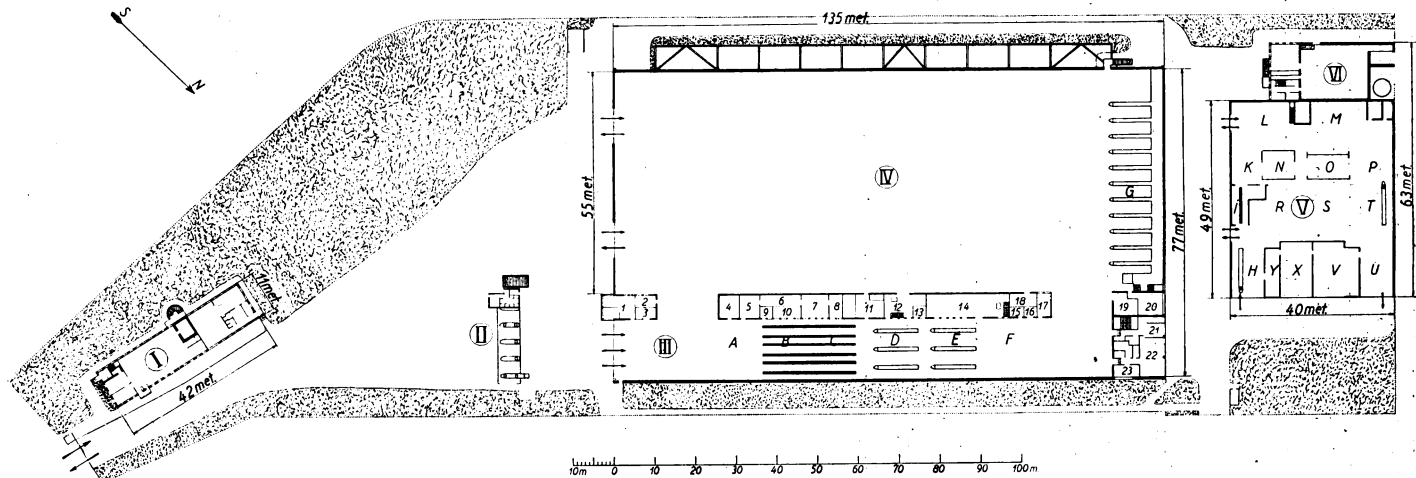 S
N
135 met.
55 met.
77 met.
49 met.
63 met.
40 met.
11 met.
42 met.
I
II
III
IV
V
VI
1 2 3 4 5 6 7 8 9 10 11 12 13 14 15 16 17 18
19 20
21
22
23
A B D E F
G
L M
K N O P
R S T
H Y X V U
10m 0 10 20 30 40 50 60 70 80 90 100m